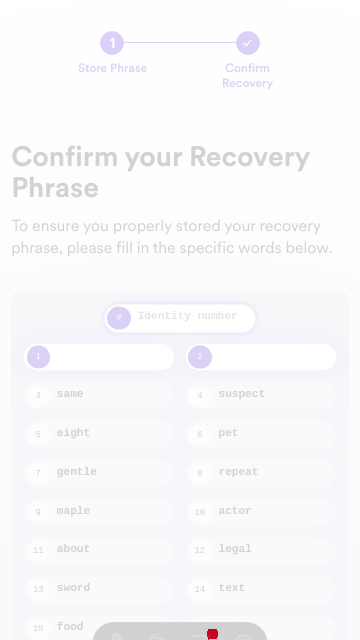 1
Store Phrase
Confirm
Recovery
Confirm your Recovery
Phrase
To ensure you properly stored your recovery
phrase, please fill in the specific words below.
# Identity number
1 2
3 same 4 suspect
5 eight 6 pet
7 gentle 8 repeat
9 maple 10 actor
11 about 12 legal
13 sword 14 text
15 food